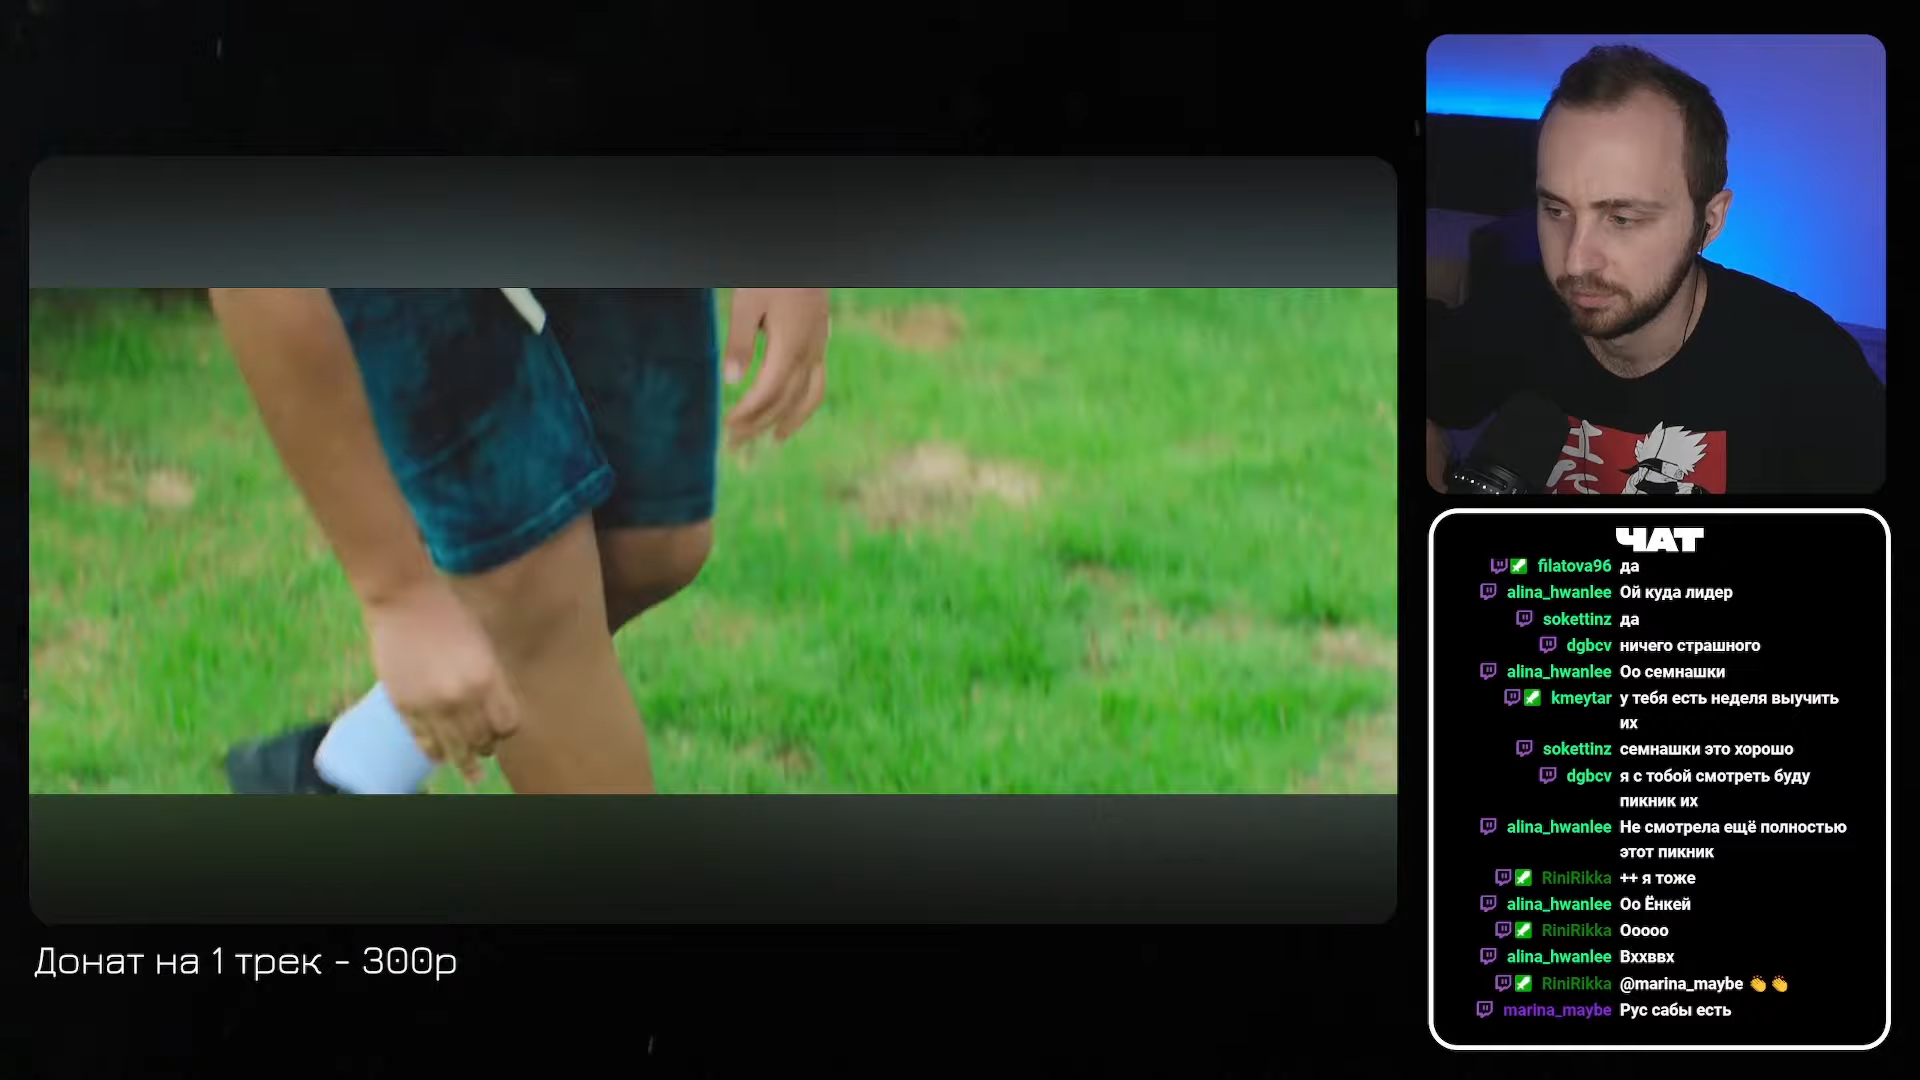 ЧАТ
filatova96 да
alina_hwanlee Ой куда лидер
sokettinz да
dgbcv ничего страшного
alina_hwanlee Оо семнашки
kmeytar у тебя есть неделя выучить
их
sokettinz семнашки это хорошо
dgbcv я с тобой смотреть буду
пикник их
alina_hwanlee Не смотрела ещё полностью
этот пикник
RiniRikka ++ я тоже
alina_hwanlee Оо Ёнкей
RiniRikka Ооооо
alina_hwanlee Вххввх
RiniRikka @marina_maybe 👏 👏
marina_maybe Рус сабы есть
Донат на 1 трек - 300р